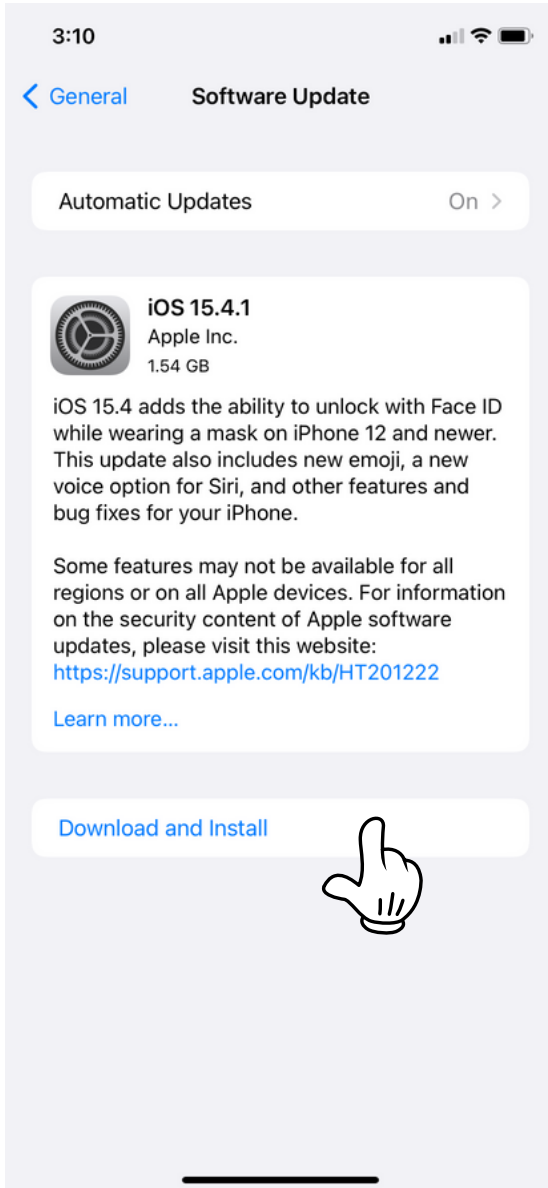 3:10
General
Software Update
Automatic Updates On
iOS 15.4.1
Apple Inc.
1.54 GB
iOS 15.4 adds the ability to unlock with Face ID
while wearing a mask on iPhone 12 and newer.
This update also includes new emoji, a new
voice option for Siri, and other features and
bug fixes for your iPhone.
Some features may not be available for all
regions or on all Apple devices. For information
on the security content of Apple software
updates, please visit this website:
https://support.apple.com/kb/HT201222
Learn more...
Download and Install